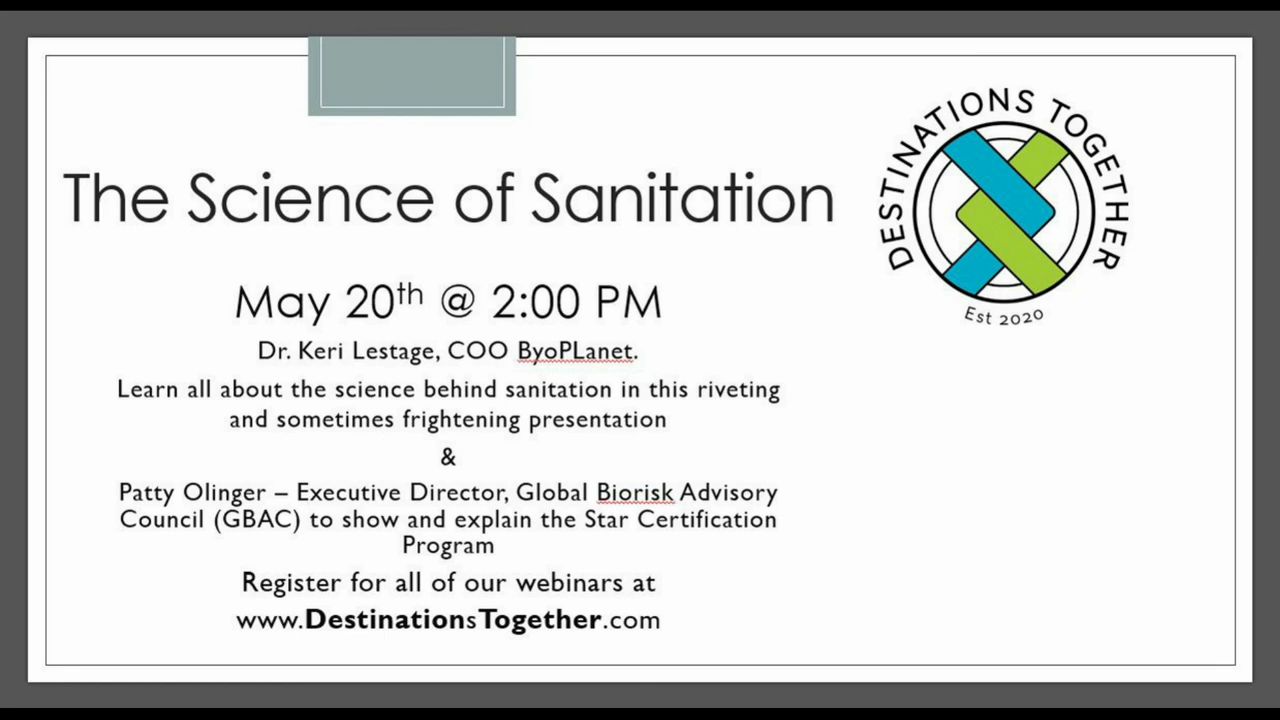 DESTINATIONS TOGETHER
Est 2020
The Science of Sanitation
May 20th @ 2:00 PM
Dr. Keri Lestage, COO ByoPLanet.
Learn all about the science behind sanitation in this riveting
and sometimes frightening presentation
&
Patty Olinger – Executive Director, Global Biorisk Advisory
Council (GBAC) to show and explain the Star Certification
Program
Register for all of our webinars at
www.DestinationsTogether.com